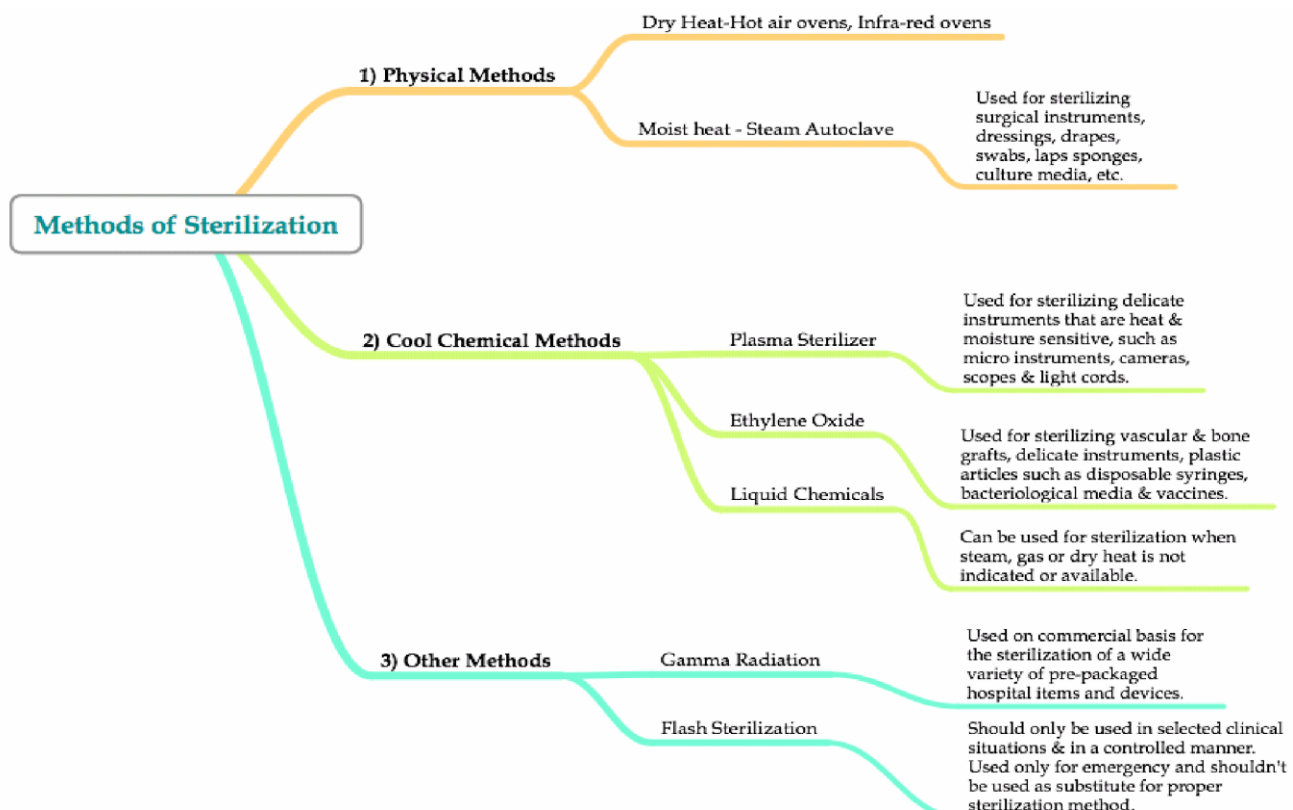 Dry Heat-Hot air ovens, Infra-red ovens
1) Physical Methods
Moist heat - Steam Autoclave
Used for sterilizing
surgical instruments,
dressings, drapes,
swabs, laps sponges,
culture media, etc.
Methods of Sterilization
2) Cool Chemical Methods
Plasma Sterilizer
Used for sterilizing delicate
instruments that are heat &
moisture sensitive, such as
micro instruments, cameras,
scopes & light cords.
Ethylene Oxide
Used for sterilizing vascular & bone
grafts, delicate instruments, plastic
articles such as disposable syringes,
bacteriological media & vaccines.
Liquid Chemicals
Can be used for sterilization when
steam, gas or dry heat is not
indicated or available.
3) Other Methods
Gamma Radiation
Used on commercial basis for
the sterilization of a wide
variety of pre-packaged
hospital items and devices.
Flash Sterilization
Should only be used in selected clinical
situations & in a controlled manner.
Used only for emergency and shouldn't
be used as substitute for proper
sterilization method.